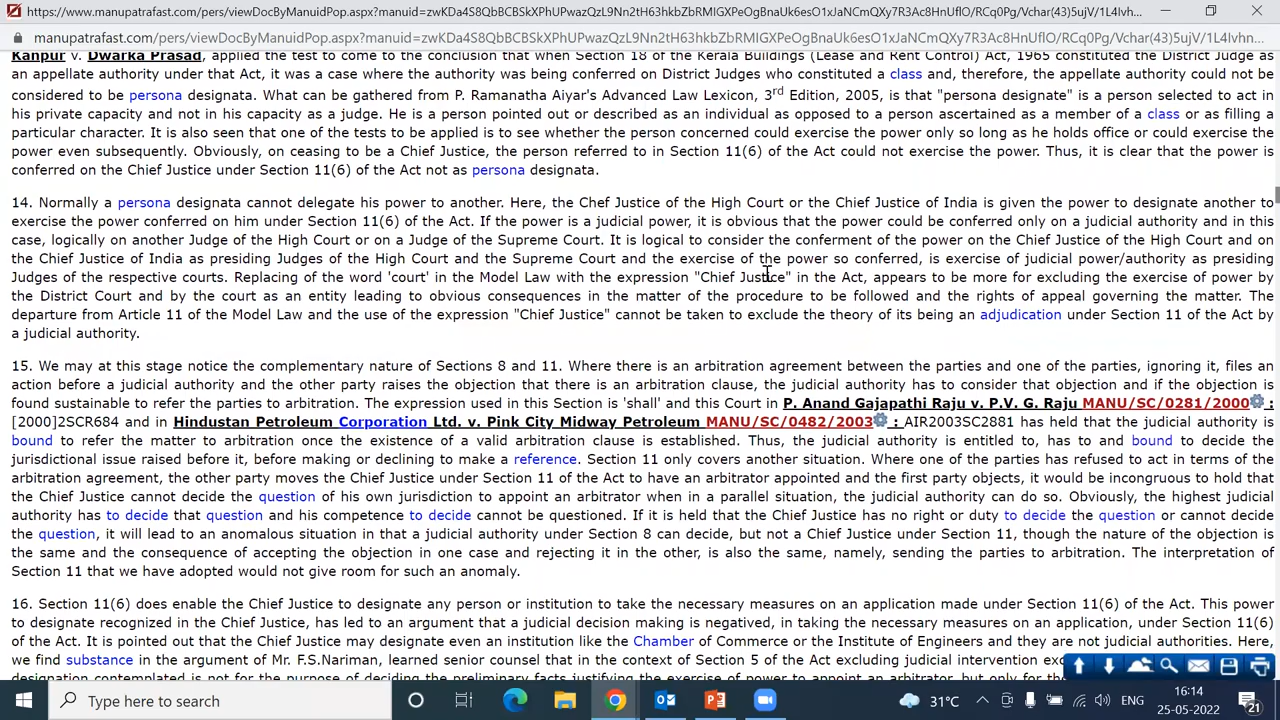 https://www.manupatrafast.com/pers/viewDocByManuidPop.aspx?manuid=zwKDa4S8QbBCHSPhUPwazQzL9Nn2tH63hkbZbRMIGXPeOgBnaUk6esO1xJayMCmQXy7R3Ac8HnUflO/RCq0Pg/Vchar(43)5ujV/1L4lvH/...
manupatrafast.com/pers/viewDocByManuidPop.aspx?manuid=zwKDa4S8QbBCHSPhUPwazQzL9Nn2tH63hkbZbRMIGXPeOgBnaUk6esO1xJayMCmQXy7R3Ac8HnUflO/RCq0Pg/Vchar(43)5ujV/1L4lvHn...
Kanpur v. Dwarka Prasad, applied the test to come to the conclusion that when Section 18 of the Kerala Buildings (Lease and Rent Control) Act, 1965 constituted the District Judge as
an appellate authority under that Act, it was a case where the authority was being conferred on District Judges who constituted a class and, therefore, the appellate authority could not be
considered to be persona designata. What can be gathered from P. Ramanatha Aiyar's Advanced Law Lexicon, 3rd Edition, 2005, is that "persona designate" is a person selected to act in
his private capacity and not in his capacity as a judge. He is a person pointed out or described as an individual as opposed to a person ascertained as a member of a class or as filling a
particular character. It is also seen that one of the tests to be applied is to see whether the person concerned could exercise the power only so long as he holds office or could exercise the
power even subsequently. Obviously, on ceasing to be a Chief Justice, the person referred to in Section 11(6) of the Act could not exercise the power. Thus, it is clear that the power is
conferred on the Chief Justice under Section 11(6) of the Act not as persona designata.
14. Normally a persona designata cannot delegate his power to another. Here, the Chef Justice of the High Court or the Chief Justice of India is given the power to designate another to
exercise the power conferred on him under Section 11(6) of the Act. If the power is a judicial power, it is obvious that the power could be conferred only on a judicial authority and in this
case, logically on another Judge of the High Court or on a Judge of the Supreme Court. It is logical to consider the conferment of the power on the Chief Justice of the High Court and on
the Chief Justice of India as presiding Judges of the High Court and the Supreme Court and the exercise of the power so conferred, is exercise of judicial power/authority as presiding
Judges of the respective courts. Replacing of the word 'court' in the Model Law with the expression "Chief Justice" in the Act, appears to be more for excluding the exercise of power by
the District Court and by the court as an entity leading to obvious consequences in the matter of the procedure to be followed and the rights of appeal governing the matter. The
departure from Article 11 of the Model Law and the use of the expression "Chief Justice" cannot be taken to exclude the theory of its being an adjudication under Section 11 of the Act by
a judicial authority.
15. We may at this stage notice the complementary nature of Sections 8 and 11. Where there is an arbitration agreement between the parties and one of the parties, ignoring it, files an
action before a judicial authority and the other party raises the objection that there is an arbitration clause, the judicial authority has to consider that objection and if the objection is
found sustainable to refer the parties to arbitration. The expression used in this Section is 'shall' and this Court in P. Anand Gajapathi Raju v. P.V. G. Raju MANU/SC/0281/2000 :
[2000]2SCR684 and in Hindustan Petroleum Corporation Ltd. v. Pink City Midway Petroleum MANU/SC/0482/2003 : AIR2003SC2881 has held that the judicial authority is
bound to refer the matter to arbitration once the existence of a valid arbitration clause is established. Thus, the judicial authority is entitled to, has to and bound to decide the
jurisdictional issue raised before it, before making or declining to make a reference. Section 11 only covers another situation. Where one of the parties has refused to act in terms of the
arbitration agreement, the other party moves the Chief Justice under Section 11 of the Act to have an arbitrator appointed and the first party objects, it would be incongruous to hold that
the Chief Justice cannot decide the question of his own jurisdiction to appoint an arbitrator when in a parallel situation, the judicial authority can do so. Obviously, the highest judicial
authority has to decide that question and his competence to decide cannot be questioned. If it is held that the Chief Justice has no right or duty to decide the question or cannot decide
the question, it will lead to an anomalous situation in that a judicial authority under Section 8 can decide, but not a Chief Justice under Section 11, though the nature of the objection is
the same and the consequence of accepting the objection in one case and rejecting it in the other, is also the same, namely, sending the parties to arbitration. The interpretation of
Section 11 that we have adopted would not give room for such an anomaly.
16. Section 11(6) does enable the Chief Justice to designate any person or institution to take the necessary measures on an application made under Section 11(6) of the Act. This power
to designate recognized in the Chief Justice, has led to an argument that a judicial decision making is negatived, in taking the necessary measures on an application, under Section 11(6)
of the Act. It is pointed out that the Chief Justice may designate even an institution like the Chamber of Commerce or the Institute of Engineers and they are not judicial authorities. Here,
we find substance in the argument of Mr. F.S.Nariman, learned senior counsel that in the context of Section 5 of the Act excluding judicial intervention
Type here to search
31°C
ENG
16:14
25-05-2022
21